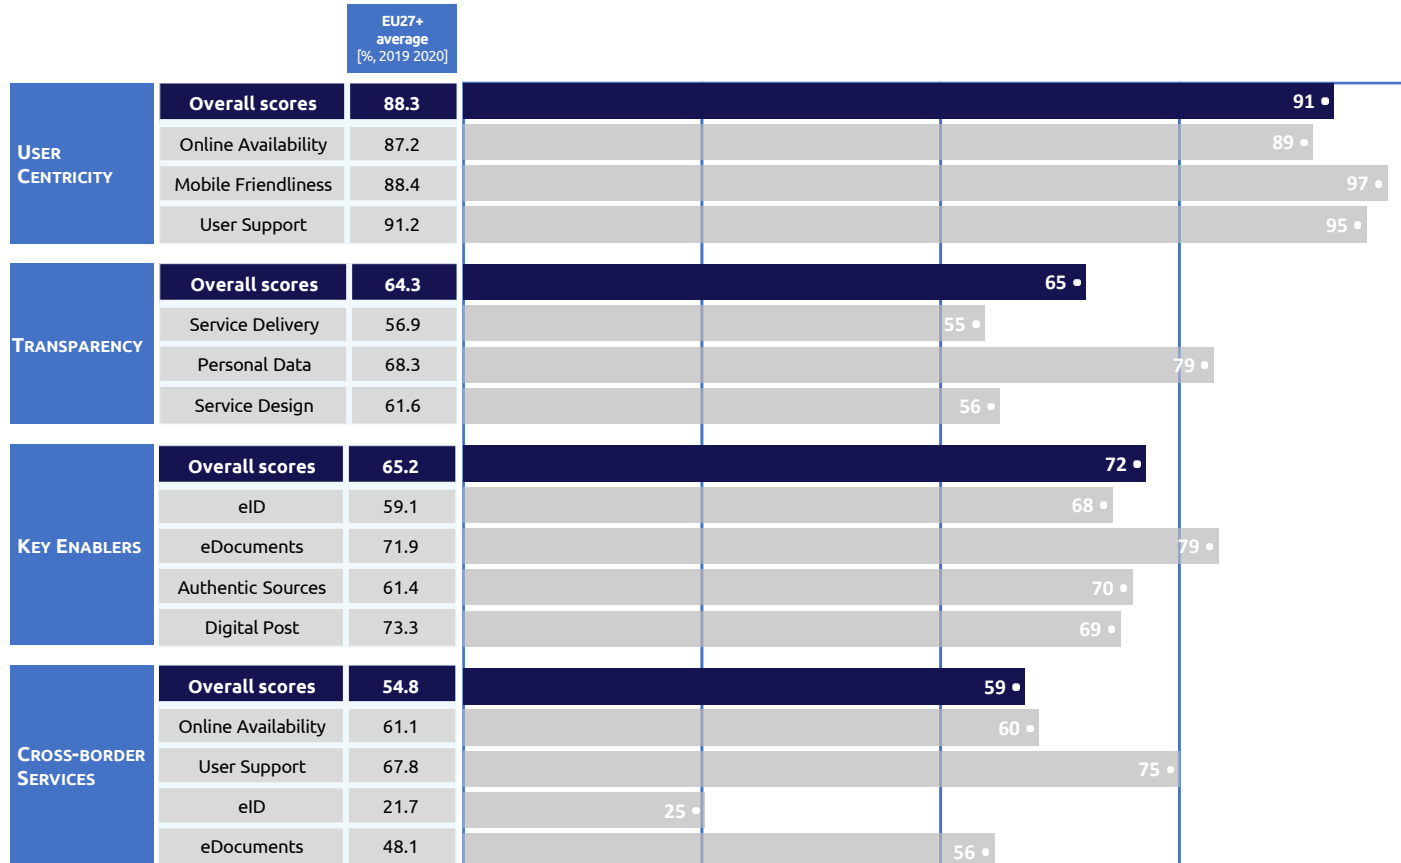 EU27+
average
[%, 2019 2020]
USER
CENTRICITY
Overall scores 88.3 91
Online Availability 87.2 89
Mobile Friendliness 88.4 97
User Support 91.2 95
TRANSPARENCY
Overall scores 64.3 65
Service Delivery 56.9 55
Personal Data 68.3 79
Service Design 61.6 56
KEY ENABLERS
Overall scores 65.2 72
eID 59.1 68
eDocuments 71.9 79
Authentic Sources 61.4 70
Digital Post 73.3 69
CROSS-BORDER
SERVICES
Overall scores 54.8 59
Online Availability 61.1 60
User Support 67.8 75
eID 21.7 25
eDocuments 48.1 56